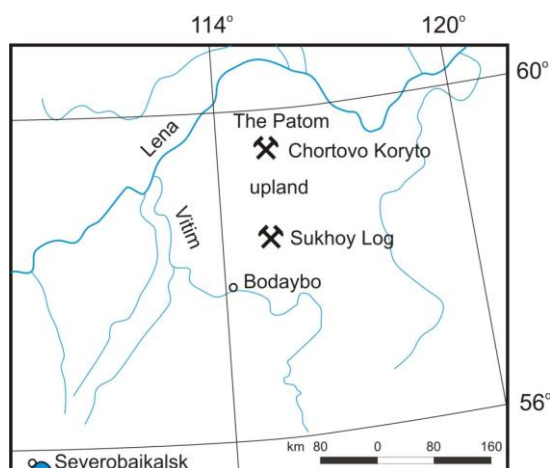 114° 120°
60°
The Patom
Lena
Chortovo Koryto
upland
Vitim
Sukhoy Log
Bodaybo
56°
km 80 0 80 160
Severobaikalsk